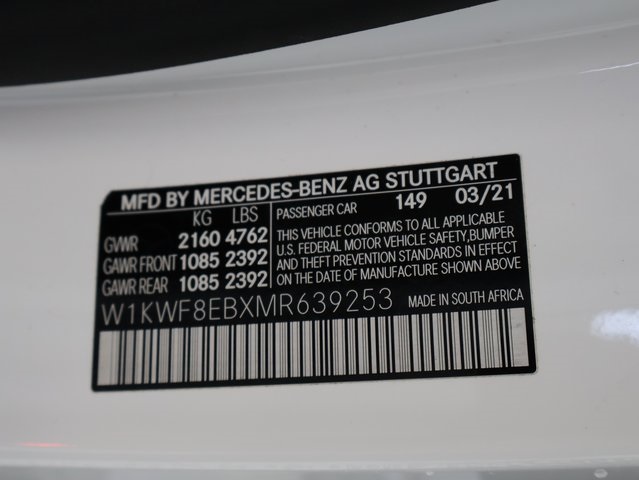 MFD BY MERCEDES-BENZ AG STUTTGART
KG LBS
GVWR 2160 4762
GAWR FRONT 1085 2392
GAWR REAR 1085 2392
PASSENGER CAR 149 03/21
THIS VEHICLE CONFORMS TO ALL APPLICABLE
U.S. FEDERAL MOTOR VEHICLE SAFETY,BUMPER
AND THEFT PREVENTION STANDARDS IN EFFECT
ON THE DATE OF MANUFACTURE SHOWN ABOVE
W1KWF8EBXMR639253 MADE IN SOUTH AFRICA